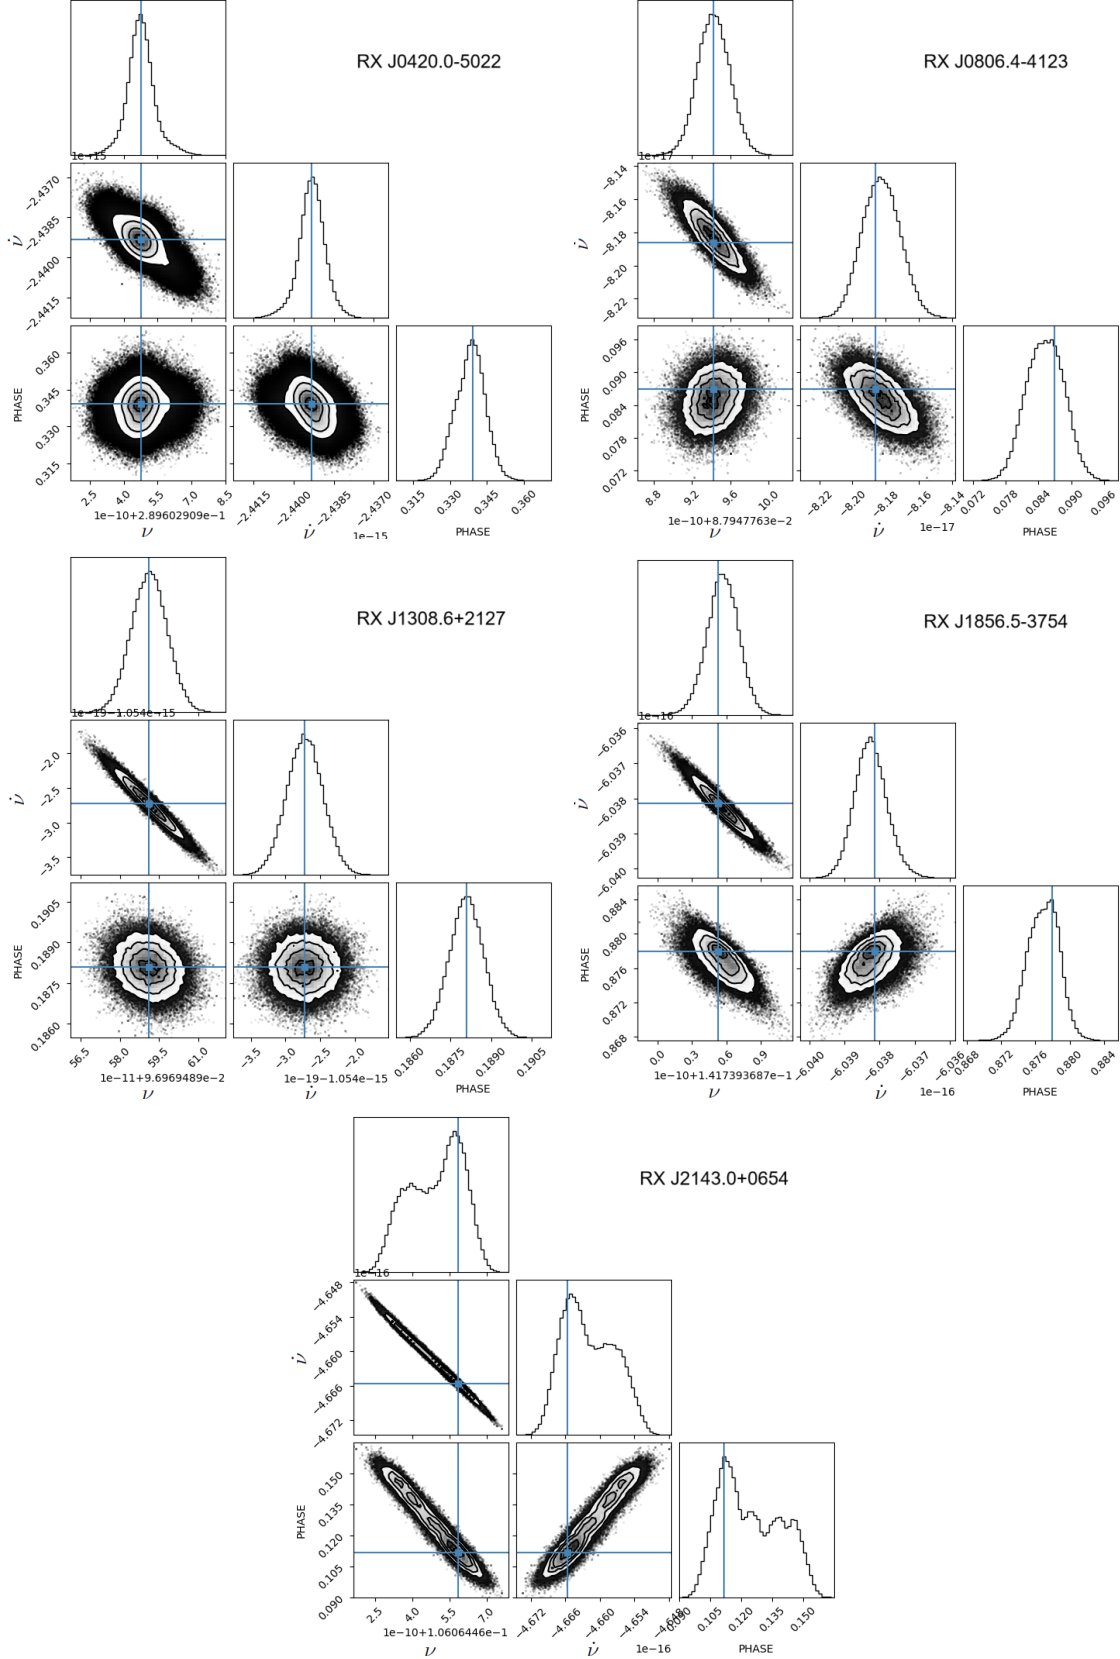 RX J0420.0-5022
1e−15
ν̇
−2.4370
−2.4385
−2.4400
−2.4415
PHASE
0.360
0.345
0.330
0.315
2.5 4.0 5.5 7.0 8.5
1e−10+2.89602909e−1
ν
−2.4415 −2.4400 −2.4385 −2.4370
1e−15
ν̇
0.315 0.330 0.345 0.360
PHASE
RX J0806.4-4123
1e−17
ν̇
−8.14
−8.16
−8.18
−8.20
−8.22
PHASE
0.096
0.090
0.084
0.078
0.072
8.8 9.2 9.6 10.0
1e−10+8.7947763e−2
ν
−8.22 −8.20 −8.18 −8.16 −8.14
1e−17
ν̇
0.072 0.078 0.084 0.090 0.096
PHASE
RX J1308.6+2127
1e−19−1.054e−15
ν̇
−2.0
−2.5
−3.0
−3.5
PHASE
0.1905
0.1890
0.1875
0.1860
56.5 58.0 59.5 61.0
1e−11+9.6969489e−2
ν
−3.5 −3.0 −2.5 −2.0
1e−19−1.054e−15
ν̇
0.1860 0.1875 0.1890 0.1905
PHASE
RX J1856.5-3754
1e−16
ν̇
−6.036
−6.037
−6.038
−6.039
−6.040
PHASE
0.884
0.880
0.876
0.872
0.868
0.0 0.3 0.6 0.9
1e−10+1.417393687e−1
ν
−6.040 −6.039 −6.038 −6.037 −6.036
1e−16
ν̇
0.868 0.872 0.876 0.880 0.884
PHASE
RX J2143.0+0654
1e−16
ν̇
−4.648
−4.654
−4.660
−4.666
−4.672
PHASE
0.150
0.135
0.120
0.105
0.090
2.5 4.0 5.5 7.0
1e−10+1.0606446e−1
ν
−4.672 −4.666 −4.660 −4.654 −4.648
1e−16
ν̇
0.090 0.105 0.120 0.135 0.150
PHASE